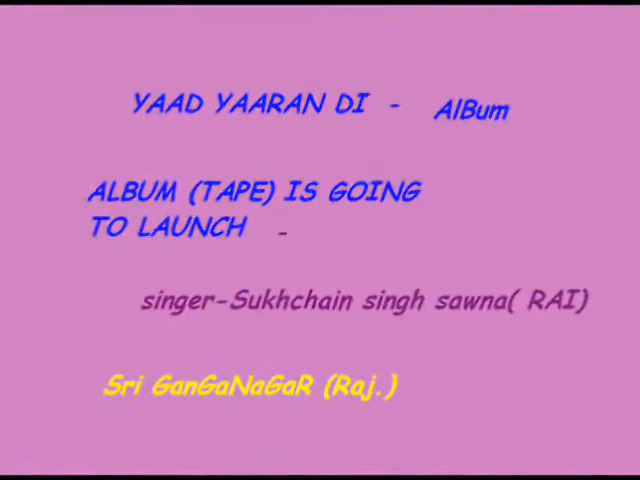 YAAD YAARAN DI - AlBum
ALBUM (TAPE) IS GOING
TO LAUNCH -
singer-Sukhchain singh sawna( RAI)
Sri GanGaNaGaR (Raj.)